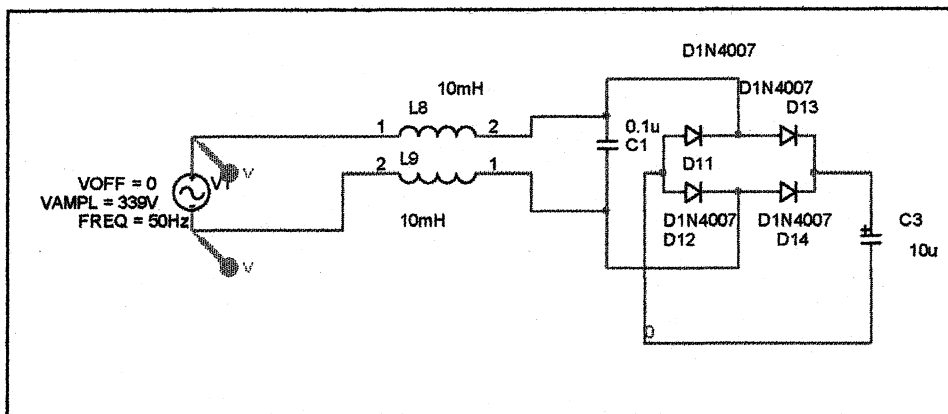 D1N4007
10mH
D1N4007
L8
D13
1
2
0.1u
C1
2
L9
1
D11
V1
V
VOFF = 0
VAMPL = 339V
FREQ = 50Hz
10mH
D1N4007
D1N4007
C3
D12
D14
+
10u
V
0